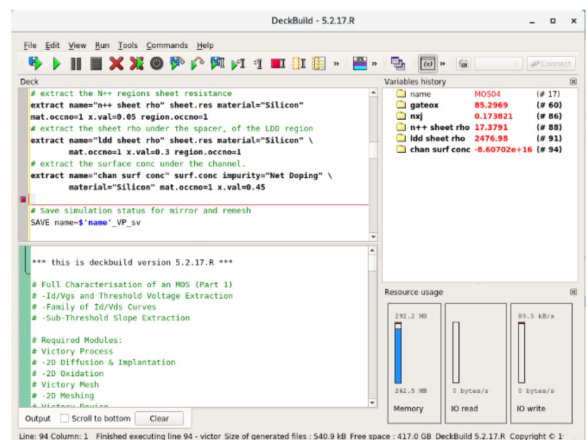 DeckBuild - 5.2.17.R
File Edit View Run Tools Commands Help
Connect
Deck
# extract the N++ regions sheet resistance
extract name="n++ sheet rho" sheet.res material="Silicon"
mat.occno=1 x.val=0.05 region.occno=1
# extract the sheet rho under the spacer, of the LDD region
extract name="ldd sheet rho" sheet.res material="Silicon" \
mat.occno=1 x.val=0.3 region.occno=1
# extract the surface conc under the channel.
extract name="chan surf conc" surf.conc impurity="Net Doping" \
material="Silicon" mat.occno=1 x.val=0.45
# Save simulation status for mirror and remesh
SAVE name=$'name'_VP_sv
*** this is deckbuild version 5.2.17.R ***
# Full Characterisation of an MOS (Part 1)
# -Id/Vgs and Threshold Voltage Extraction
# -Family of Id/Vds Curves
# -Sub-Threshold Slope Extraction
# Required Modules:
# Victory Process
# -2D Diffusion & Implantation
# -2D Oxidation
# Victory Mesh
# -2D Meshing
# Victory Device
Output Scroll to bottom Clear
Variables history
name MOS04 (# 17)
gateox 85.2969 (# 60)
nxj 0.173821 (# 86)
n++ sheet rho 17.3791 (# 88)
ldd sheet rho 2476.98 (# 91)
chan surf conc -8.60702e+16 (# 94)
Resource usage
292.2 MB
262.5 MB
Memory
0 bytes/s
IO read
89.5 kB/s
0 bytes/s
IO write
Line: 94 Column: 1 Finished executing line 94 - victor Size of generated files : 540.9 kB Free space : 417.0 GB DeckBuild 5.2.17.R Copyright © 1